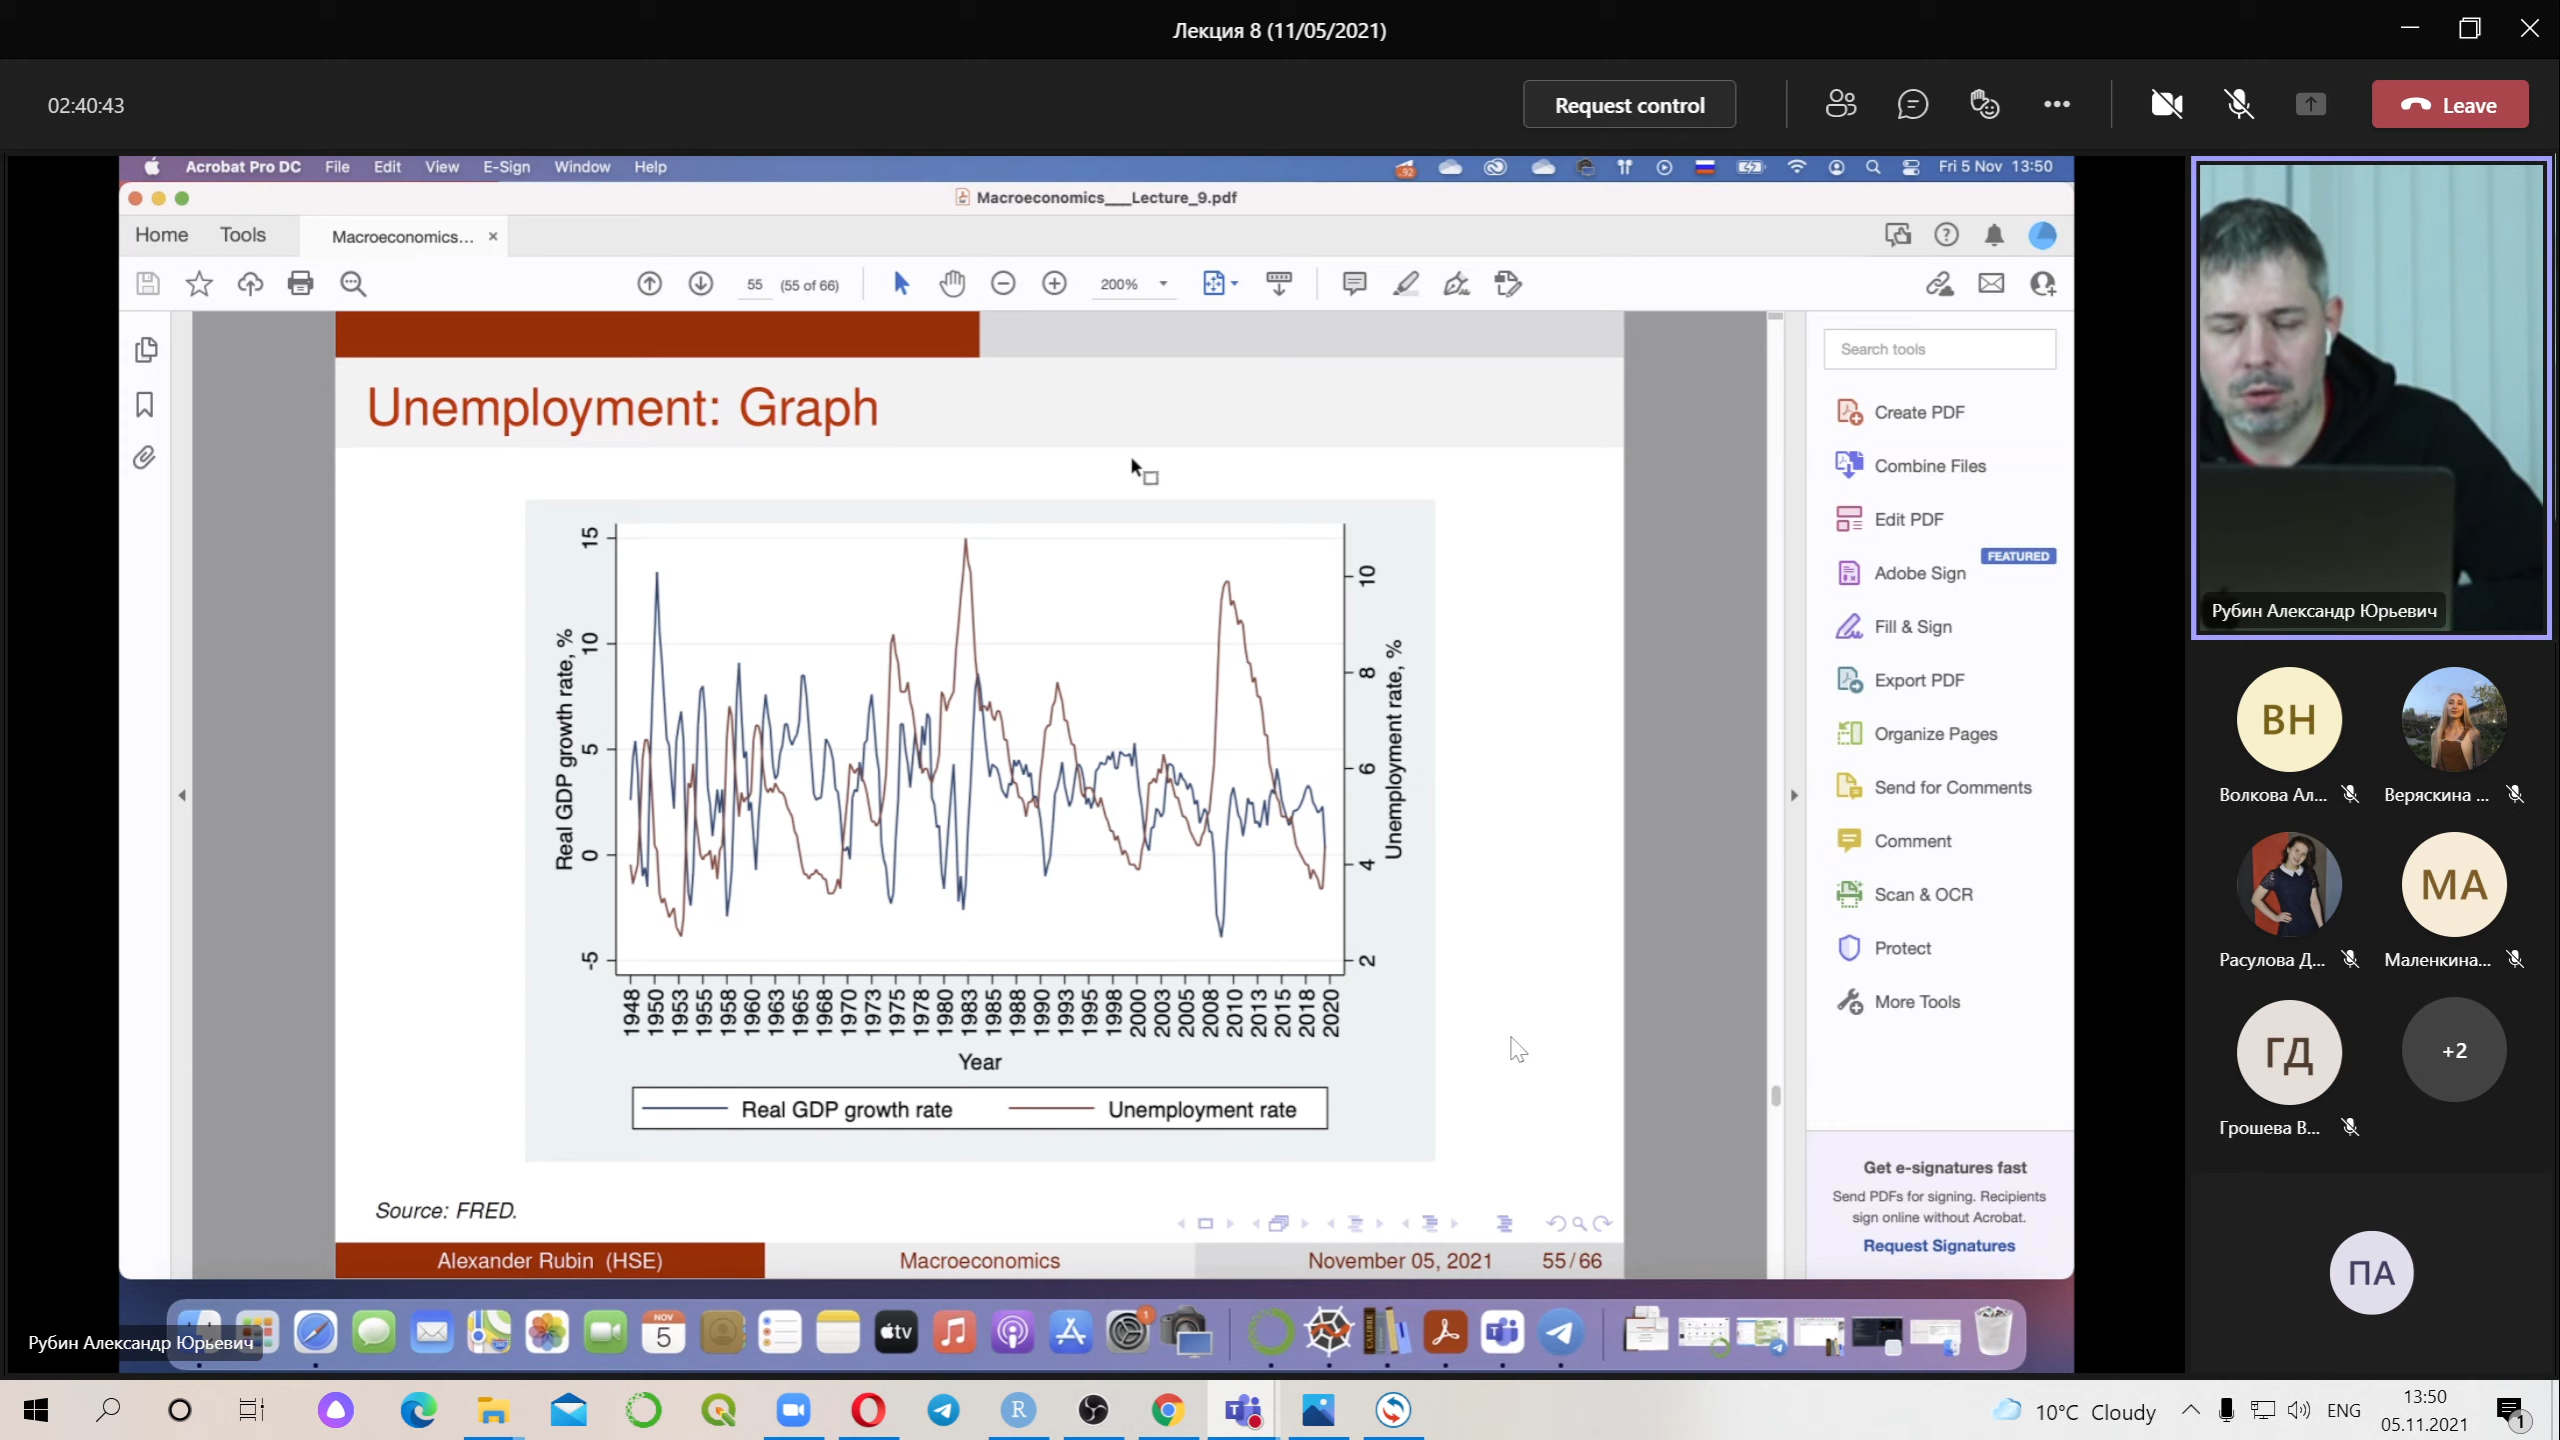 Лекция 8 (11/05/2021)
02:40:43
Request control
Leave
Acrobat Pro DC File Edit View E-Sign Window Help
Fri 5 Nov 13:50
Macroeconomics___Lecture_9.pdf
Home Tools Macroeconomics...
55 (55 of 66) 200%
Search tools
Unemployment: Graph
Create PDF
Combine Files
Edit PDF
FEATURED
Adobe Sign
Fill & Sign
Export PDF
Organize Pages
Send for Comments
Comment
Scan & OCR
Protect
More Tools
Get e-signatures fast
Send PDFs for signing. Recipients
sign online without Acrobat.
Request Signatures
Real GDP growth rate, %
15
10
5
0
-5
Unemployment rate, %
10
8
6
4
2
1948 1950 1953 1955 1958 1960 1963 1965 1968 1970 1973 1975 1978 1980 1983 1985 1988 1990 1993 1995 1998 2000 2003 2005 2008 2010 2013 2015 2018 2020
Year
Real GDP growth rate Unemployment rate
Source: FRED.
Alexander Rubin (HSE) Macroeconomics November 05, 2021 55/66
Рубин Александр Юрьевич
ВН
Волкова Ал... Веряскина ...
МА
Расулова Д... Маленкина...
ГД +2
Грошева В...
ПА
NOV
5
tv
1
Рубин Александр Юрьевич
10°C Cloudy
ENG
13:50
05.11.2021
1